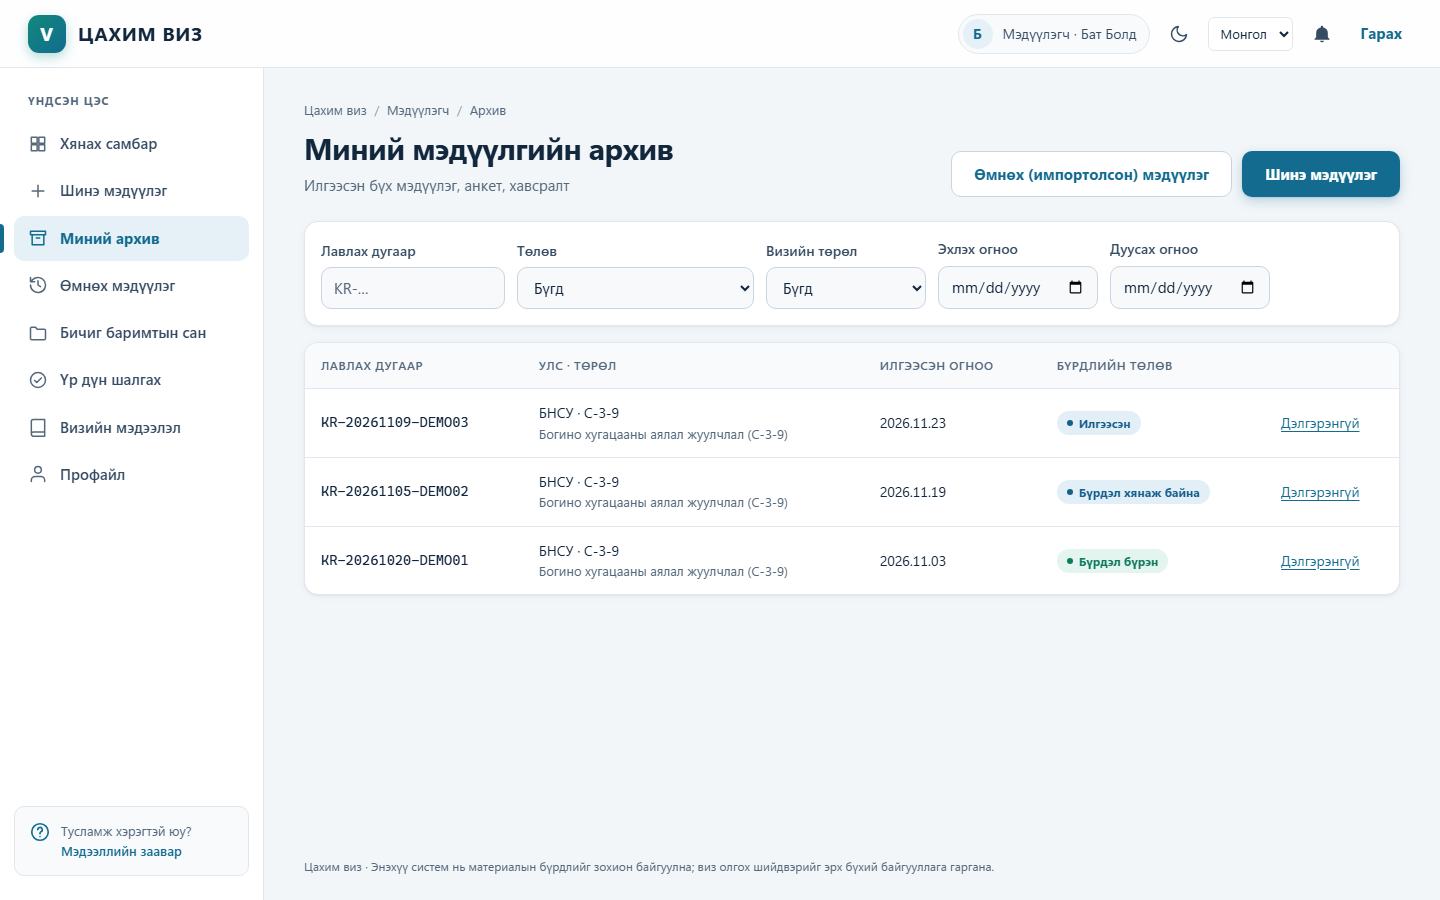 V ЦАХИМ ВИЗ
Б Мэдүүлэгч · Бат Болд
Монгол
Гарах
ҮНДСЭН ЦЭС
Хянах самбар
Шинэ мэдүүлэг
Миний архив
Өмнөх мэдүүлэг
Бичиг баримтын сан
Үр дүн шалгах
Визийн мэдээлэл
Профайл
Тусламж хэрэгтэй юу?
Мэдээллийн заавар
Цахим виз / Мэдүүлэгч / Архив
Миний мэдүүлгийн архив
Илгээсэн бүх мэдүүлэг, анкет, хавсралт
Өмнөх (импортолсон) мэдүүлэг
Шинэ мэдүүлэг
Лавлах дугаар
KR-...
Төлөв
Бүгд
Визийн төрөл
Бүгд
Эхлэх огноо
mm/dd/yyyy
Дуусах огноо
mm/dd/yyyy
ЛАВЛАХ ДУГААР УЛС · ТӨРӨЛ ИЛГЭЭСЭН ОГНОО БҮРДЛИЙН ТӨЛӨВ
KR-20261109-DEMO03 БНСУ · C-3-9 2026.11.23 Илгээсэн Дэлгэрэнгүй
Богино хугацааны аялал жуулчлал (C-3-9)
KR-20261105-DEMO02 БНСУ · C-3-9 2026.11.19 Бүрдэл хянаж байна Дэлгэрэнгүй
Богино хугацааны аялал жуулчлал (C-3-9)
KR-20261020-DEMO01 БНСУ · C-3-9 2026.11.03 Бүрдэл бүрэн Дэлгэрэнгүй
Богино хугацааны аялал жуулчлал (C-3-9)
Цахим виз · Энэхүү систем нь материалын бүрдлийг зохион байгуулна; виз олгох шийдвэрийг эрх бүхий байгууллага гаргана.